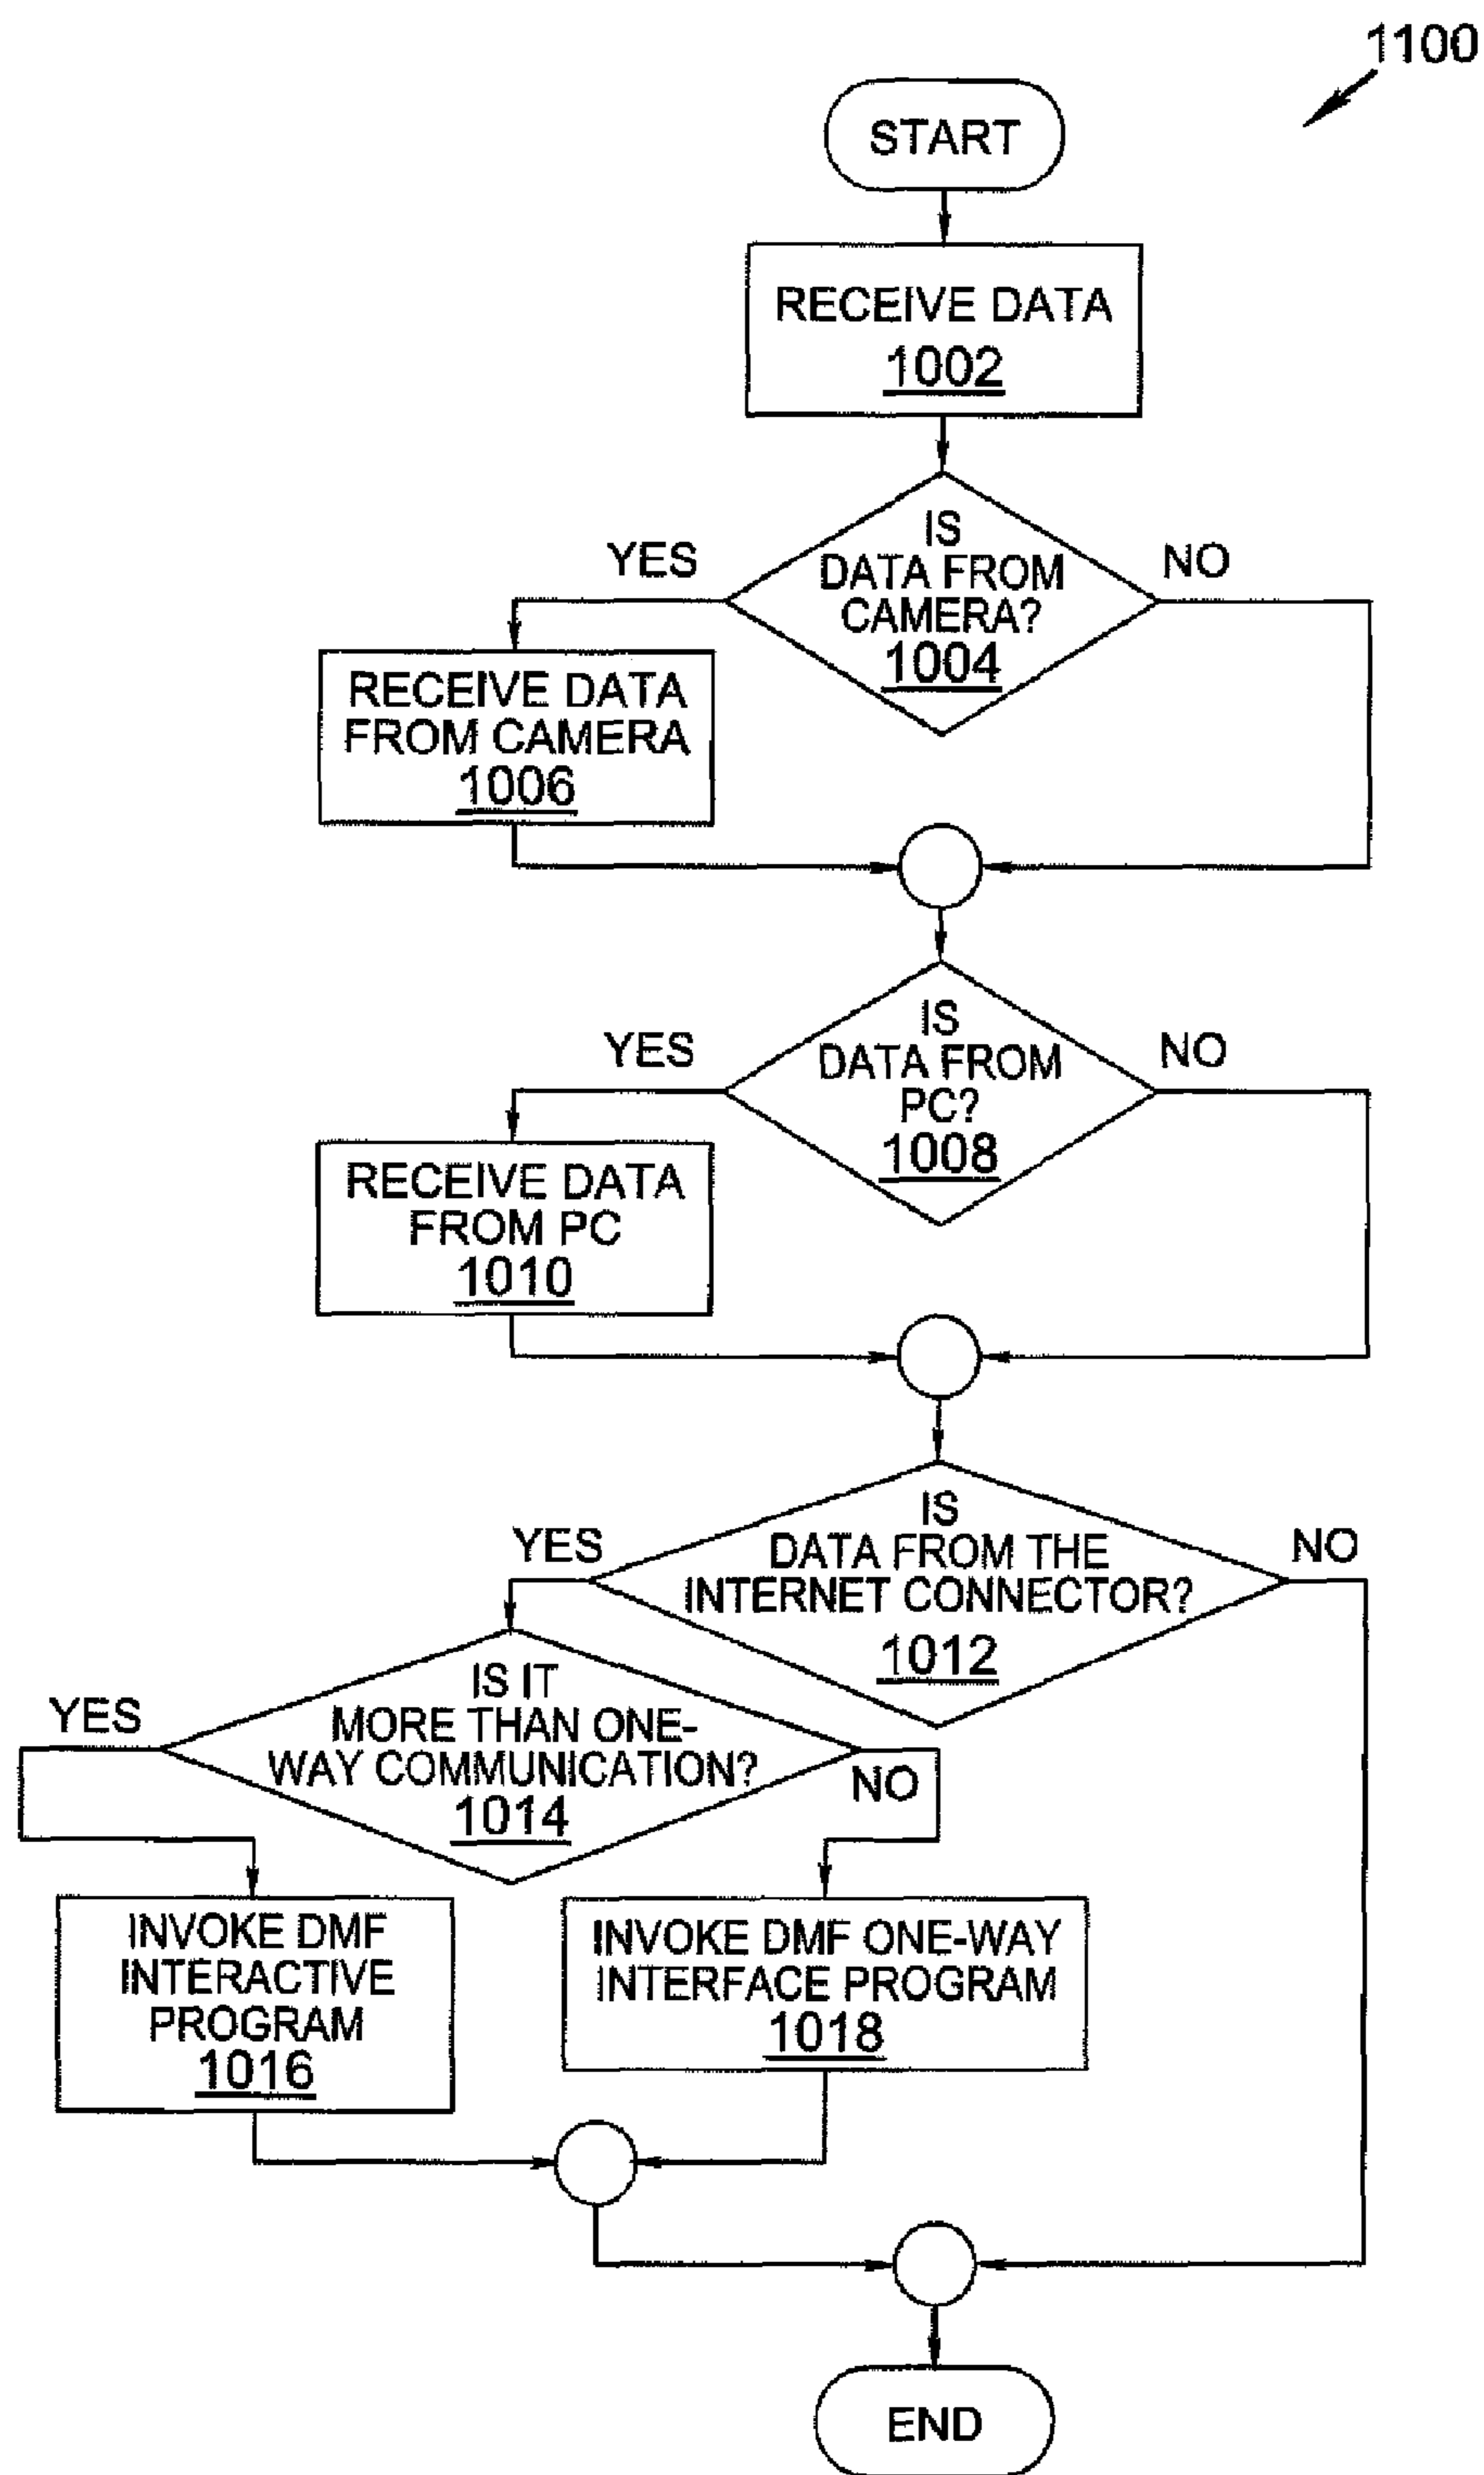 1100
START
RECEIVE DATA
1002
IS
DATA FROM
CAMERA?
1004
YES
NO
RECEIVE DATA
FROM CAMERA
1006
IS
DATA FROM
PC?
1008
YES
NO
RECEIVE DATA
FROM PC
1010
IS
DATA FROM THE
INTERNET CONNECTOR?
1012
YES
NO
IS IT
MORE THAN ONE-
WAY COMMUNICATION?
1014
YES
NO
INVOKE DMF
INTERACTIVE
PROGRAM
1016
INVOKE DMF ONE-WAY
INTERFACE PROGRAM
1018
END